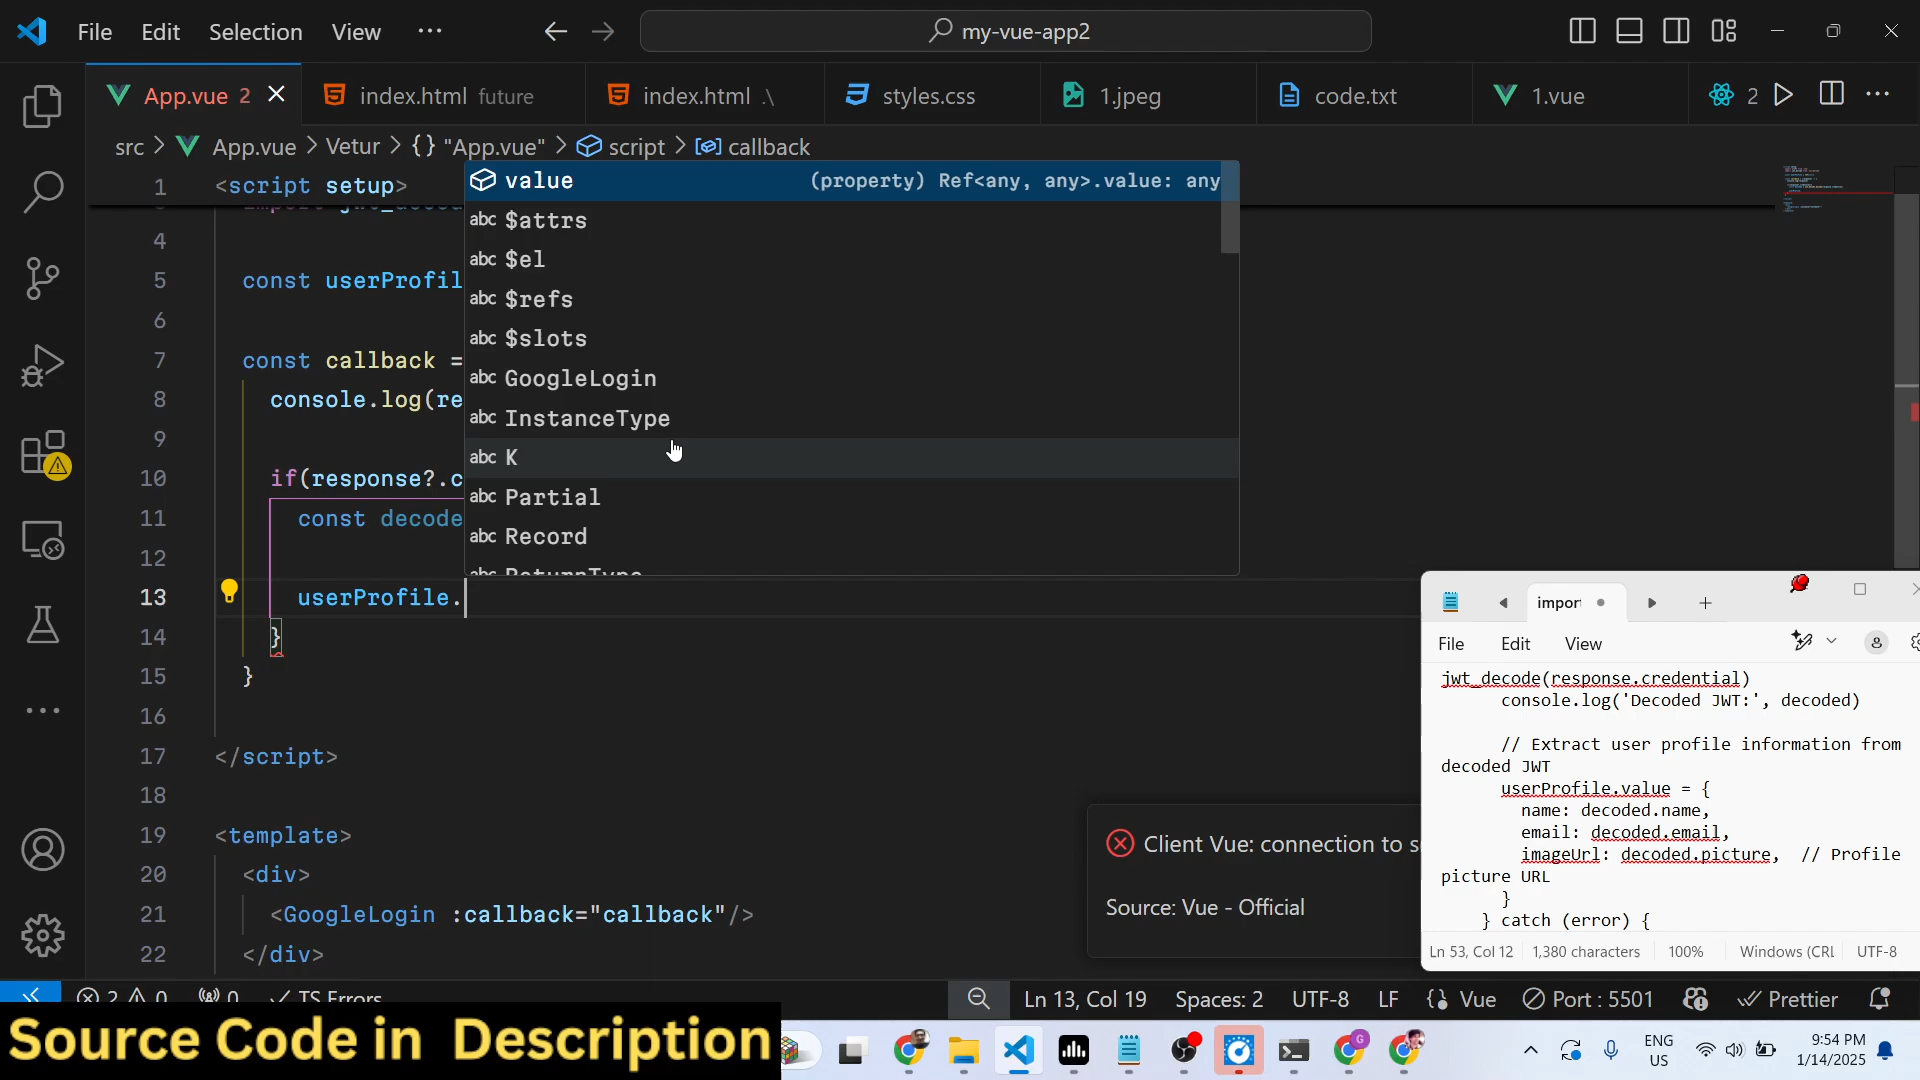 File Edit Selection View ··· my-vue-app2
App.vue 2 index.html future index.html .\ styles.css 1.jpeg code.txt 1.vue 2
src > App.vue > Vetur > {} "App.vue" > script > callback
1 <script setup>
4
5 const userProfil
6
7 const callback =
8 console.log(re
9
10 if(response?.c
11 const decode
12
13 userProfile.
14 }
15 }
16
17 </script>
18
19 <template>
20 <div>
21 <GoogleLogin :callback="callback"/>
22 </div>
value (property) Ref<any, any>.value: any
abc $attrs
abc $el
abc $refs
abc $slots
abc GoogleLogin
abc InstanceType
abc K
abc Partial
abc Record
abc ReturnType
Client Vue: connection to s
Source: Vue - Official
import
File Edit View
jwt_decode(response.credential)
console.log('Decoded JWT:', decoded)
// Extract user profile information from
decoded JWT
userProfile.value = {
name: decoded.name,
email: decoded.email,
imageUrl: decoded.picture, // Profile
picture URL
}
} catch (error) {
Ln 53, Col 12 1,380 characters 100% Windows (CRL UTF-8
2 0 0 TS Errors Ln 13, Col 19 Spaces: 2 UTF-8 LF {} Vue Port : 5501 Prettier
Source Code in Description
ENG
US
9:54 PM
1/14/2025